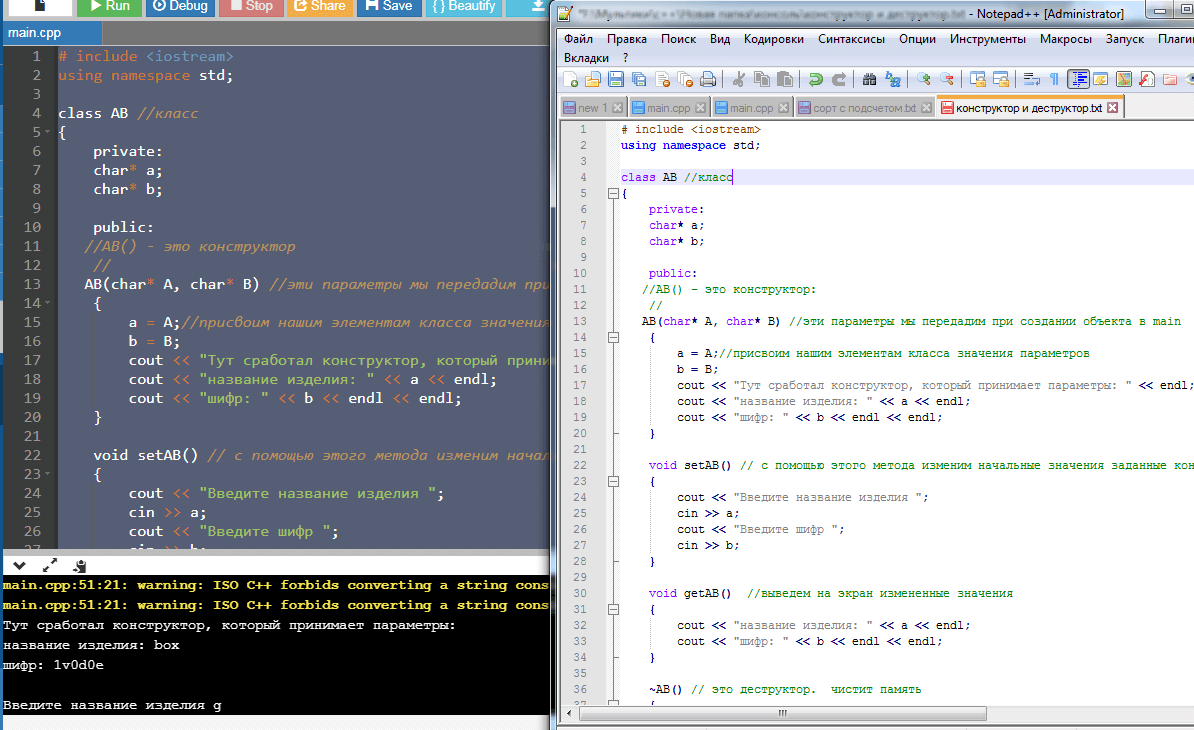 Run Debug Stop Share Save { } Beautify
main.cpp
1 # include <iostream>
2 using namespace std;
3
4 class AB //класс
5 {
6 private:
7 char* a;
8 char* b;
9
10 public:
11 //AB() - это конструктор
12 //
13 AB(char* A, char* B) //эти параметры мы передадим при
14 {
15 a = A;//присвоим нашим элементам класса значения
16 b = B;
17 cout << "Тут сработал конструктор, который прини
18 cout << "название изделия: " << a << endl;
19 cout << "шифр: " << b << endl << endl;
20 }
21
22 void setAB() // с помощью этого метода изменим начал
23 {
24 cout << "Введите название изделия ";
25 cin >> a;
26 cout << "Введите шифр ";
27 cin >> b;
main.cpp:51:21: warning: ISO C++ forbids converting a string cons
main.cpp:51:21: warning: ISO C++ forbids converting a string cons
Тут сработал конструктор, который принимает параметры:
название изделия: box
шифр: 1v0d0e
Введите название изделия g
конструктор и деструктор.txt - Notepad++ [Administrator]
Файл Правка Поиск Вид Кодировки Синтаксисы Опции Инструменты Макросы Запуск Плаги
Вкладки ?
new 1 main.cpp main.cpp сорт с подсчетом.txt конструктор и деструктор.txt
1 # include <iostream>
2 using namespace std;
3
4 class AB //класс
5 {
6 private:
7 char* a;
8 char* b;
9
10 public:
11 //AB() - это конструктор:
12 //
13 AB(char* A, char* B) //эти параметры мы передадим при создании объекта в main
14 {
15 a = A;//присвоим нашим элементам класса значения параметров
16 b = B;
17 cout << "Тут сработал конструктор, который принимает параметры: " << endl;
18 cout << "название изделия: " << a << endl;
19 cout << "шифр: " << b << endl << endl;
20 }
21
22 void setAB() // с помощью этого метода изменим начальные значения заданные кон
23 {
24 cout << "Введите название изделия ";
25 cin >> a;
26 cout << "Введите шифр ";
27 cin >> b;
28 }
29
30 void getAB() //выведем на экран измененные значения
31 {
32 cout << "название изделия: " << a << endl;
33 cout << "шифр: " << b << endl << endl;
34 }
35
36 ~AB() // это деструктор. чистит память
37 {